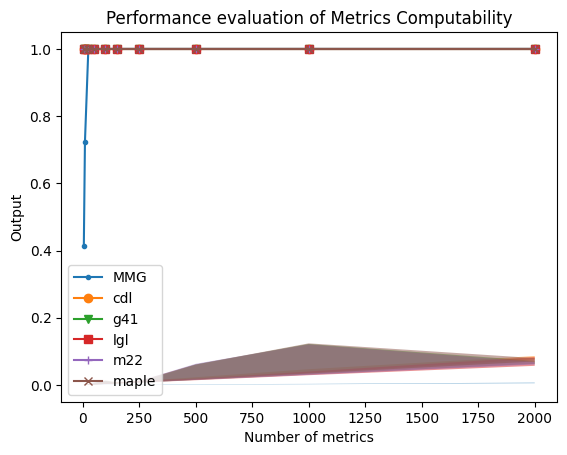 Performance evaluation of Metrics Computability
1.0
0.8
0.6
Output
0.4
0.2
0.0
MMG
cdl
g41
lgl
m22
maple
0 250 500 750 1000 1250 1500 1750 2000
Number of metrics